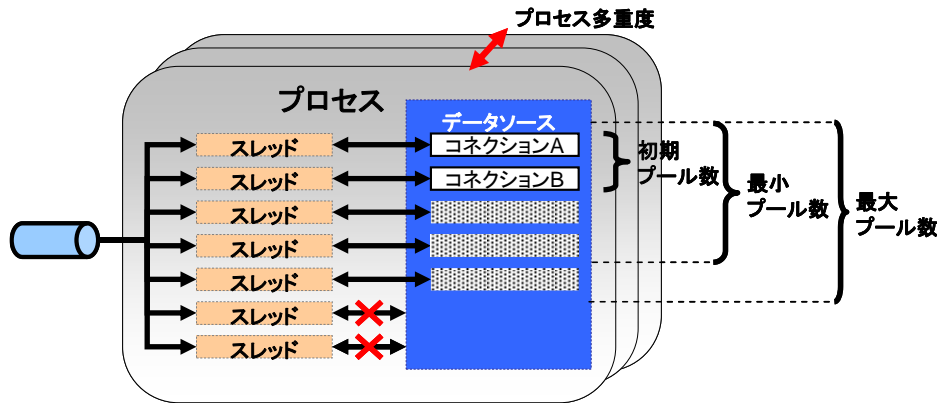 プロセス多重度
プロセス
データソース
スレッド
コネクションA
スレッド
コネクションB
スレッド
スレッド
スレッド
スレッド
スレッド
初期
プール数
最小
プール数
最大
プール数